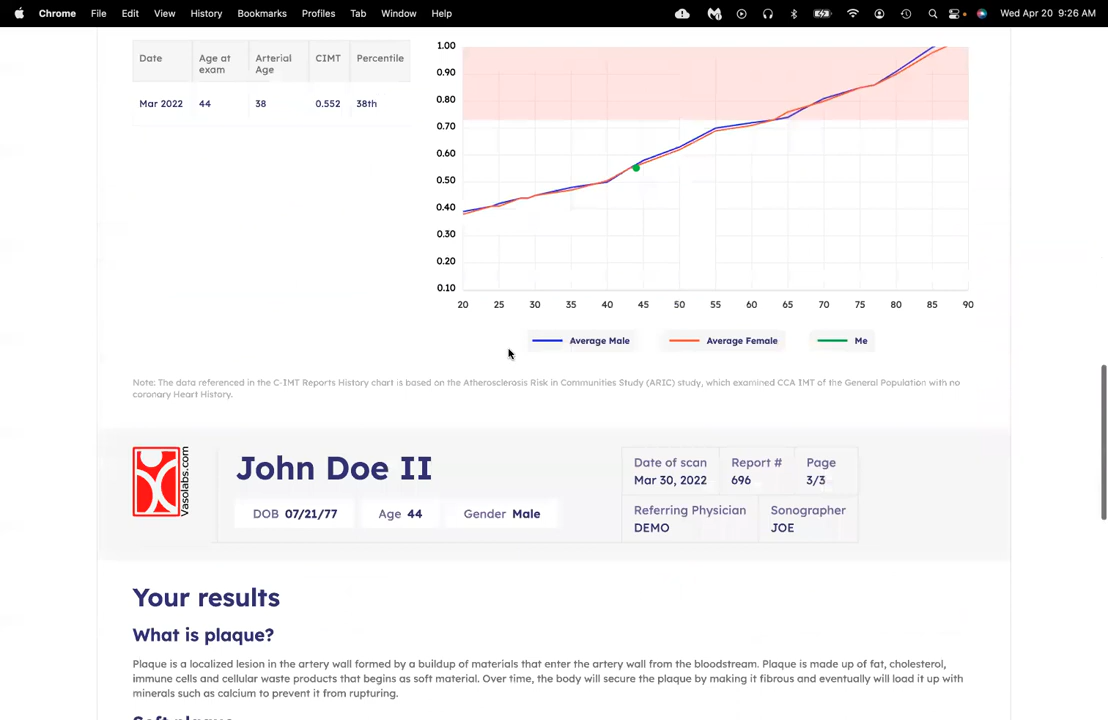 Chrome File Edit View History Bookmarks Profiles Tab Window Help Wed Apr 20 9:26 AM
Date Age at exam Arterial Age CIMT Percentile
Mar 2022 44 38 0.552 38th
1.00
0.90
0.80
0.70
0.60
0.50
0.40
0.30
0.20
0.10
20 25 30 35 40 45 50 55 60 65 70 75 80 85 90
Average Male Average Female Me
Note: The data referenced in the C-IMT Reports History chart is based on the Atherosclerosis Risk in Communities Study (ARIC) study, which examined CCA IMT of the General Population with no
coronary Heart History.
Vasolabs.com
John Doe II
DOB 07/21/77 Age 44 Gender Male
Date of scan Report # Page
Mar 30, 2022 696 3/3
Referring Physician Sonographer
DEMO JOE
Your results
What is plaque?
Plaque is a localized lesion in the artery wall formed by a buildup of materials that enter the artery wall from the bloodstream. Plaque is made up of fat, cholesterol,
immune cells and cellular waste products that begins as soft material. Over time, the body will secure the plaque by making it fibrous and eventually will load it up with
minerals such as calcium to prevent it from rupturing.
Soft plaque